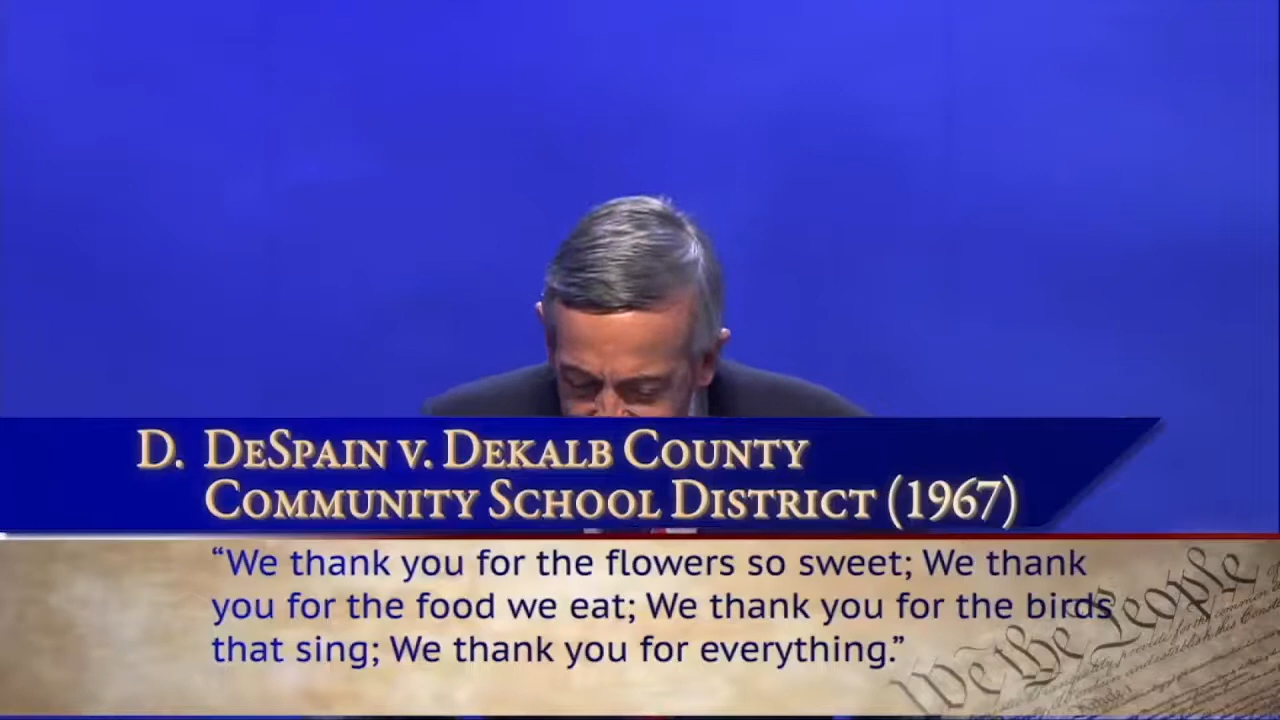 D. DeSpain v. Dekalb County
Community School District (1967)
“We thank you for the flowers so sweet; We thank
you for the food we eat; We thank you for the birds
that sing; We thank you for everything.”
We the People